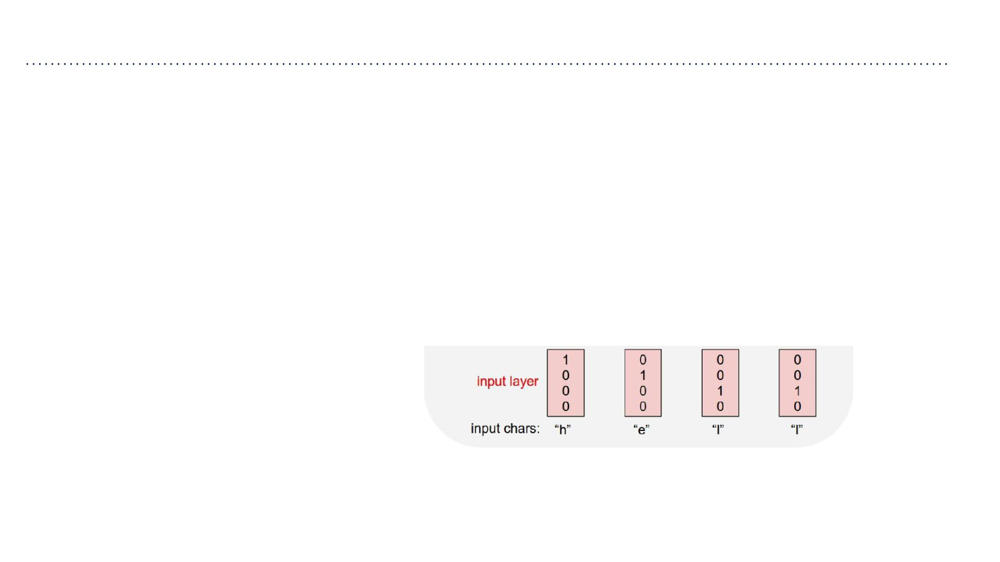 1 0 0 0
input layer 0 1 0 0
0 0 1 1
0 0 0 0
input chars: “h” “e” “l” “l”